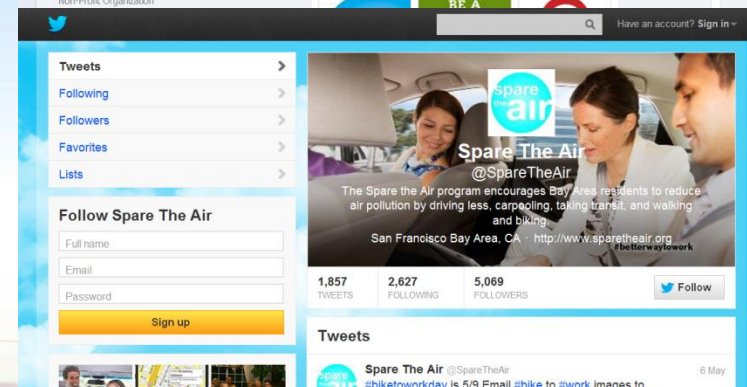 Non-Profit Organization
BE A
Have an account? Sign in
Tweets
Following
Followers
Favorites
Lists
Follow Spare The Air
Full name
Email
Password
Sign up
spare
the air
Spare The Air
@SpareTheAir
The Spare the Air program encourages Bay Area residents to reduce
air pollution by driving less, carpooling, taking transit, and walking
and biking.
San Francisco Bay Area, CA · http://www.sparetheair.org
#betterwaytowork
1,857 2,627 5,069
TWEETS FOLLOWING FOLLOWERS
Follow
Tweets
spare
the air
Spare The Air @SpareTheAir 6 May
#biketoworkday is 5/9 Email #bike to #work images to